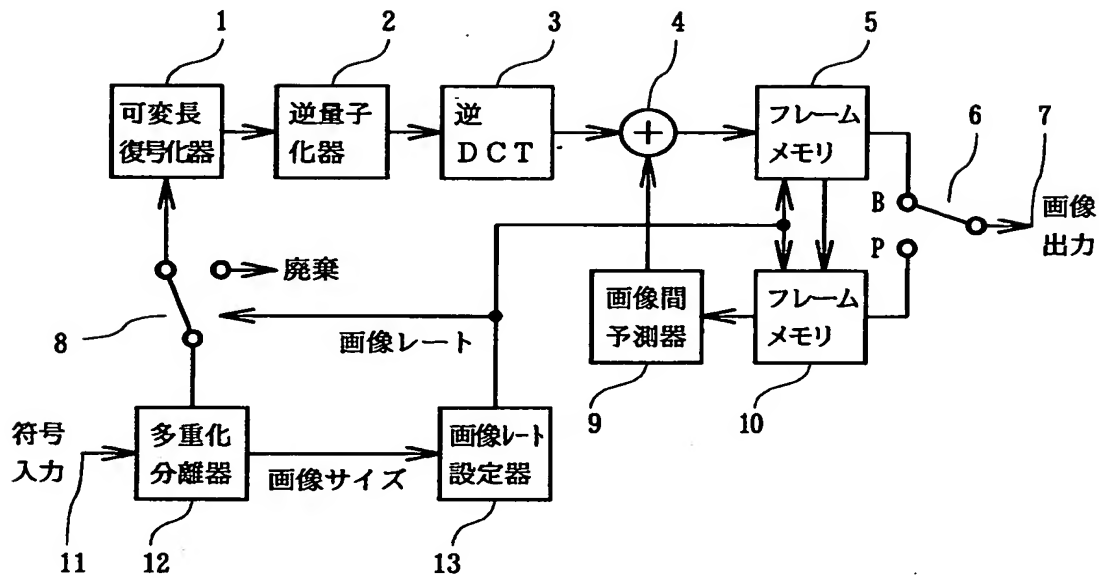 1
2
3
4
5
可変長
復号化器
逆量子
化器
逆
DCT
+
フレーム
メモリ
6
7
B
P
画像
出力
廃棄
8
画像レート
画像間
予測器
フレーム
メモリ
9
10
符号
入力
多重化
分離器
画像サイズ
画像レート
設定器
11
12
13